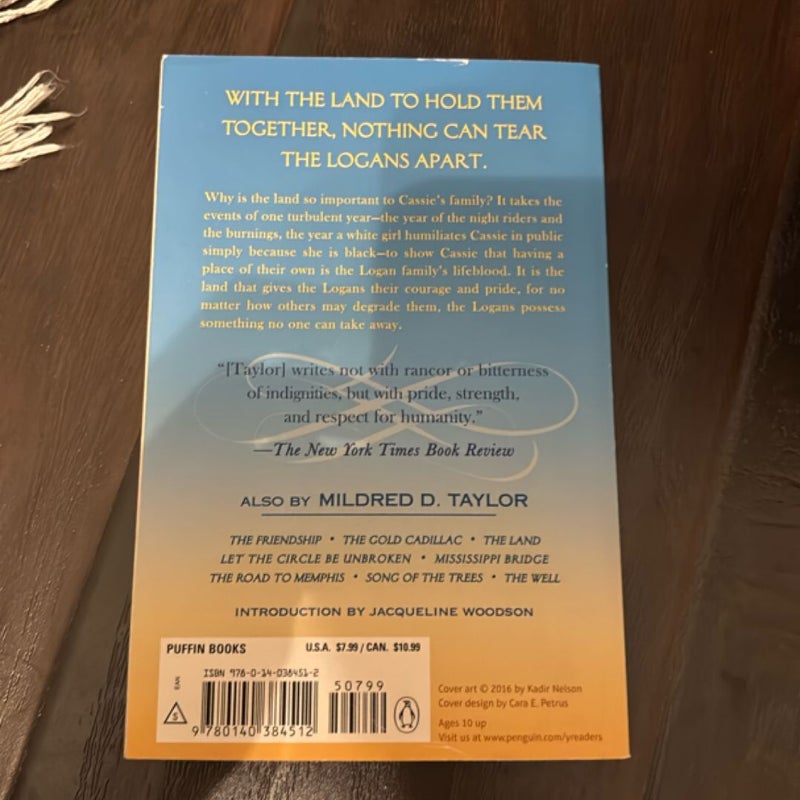 WITH THE LAND TO HOLD THEM
TOGETHER, NOTHING CAN TEAR
THE LOGANS APART.
Why is the land so important to Cassie's family? It takes the
events of one turbulent year—the year of the night riders and
the burnings, the year a white girl humiliates Cassie in public
simply because she is black—to show Cassie that having a
place of their own is the Logan family's lifeblood. It is the
land that gives the Logans their courage and pride, for no
matter how others may degrade them, the Logans possess
something no one can take away.
"[Taylor] writes not with rancor or bitterness
of indignities, but with pride, strength,
and respect for humanity."
—The New York Times Book Review
ALSO BY MILDRED D. TAYLOR
THE FRIENDSHIP • THE GOLD CADILLAC • THE LAND
LET THE CIRCLE BE UNBROKEN • MISSISSIPPI BRIDGE
THE ROAD TO MEMPHIS • SONG OF THE TREES • THE WELL
INTRODUCTION BY JACQUELINE WOODSON
PUFFIN BOOKS U.S.A. $7.99 / CAN. $10.99
ISBN 978-0-14-038451-2
50799
EAN
S
9 780140 384512
Cover art © 2016 by Kadir Nelson
Cover design by Cara E. Petrus
Ages 10 up
Visit us at www.penguin.com/yreaders